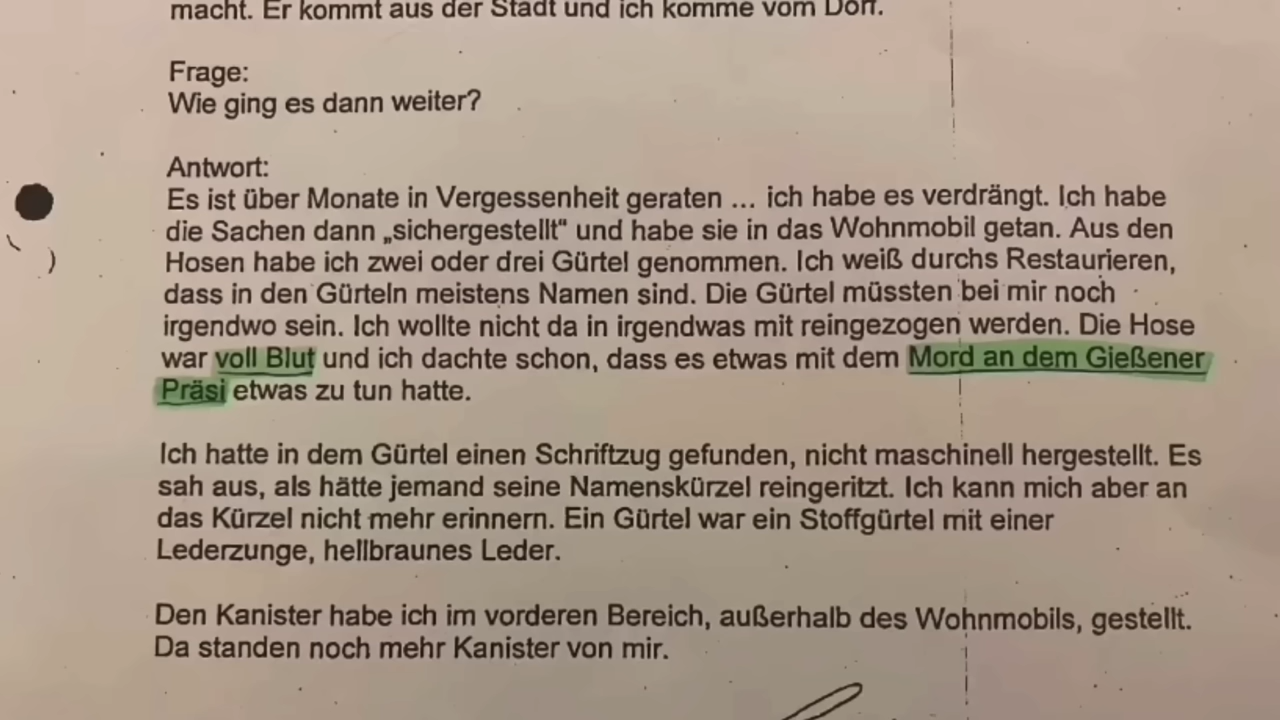 macht. Er kommt aus der Stadt und ich komme vom Dorf.
Frage:
Wie ging es dann weiter?
Antwort:
Es ist über Monate in Vergessenheit geraten ... ich habe es verdrängt. Ich habe
die Sachen dann „sichergestellt“ und habe sie in das Wohnmobil getan. Aus den
Hosen habe ich zwei oder drei Gürtel genommen. Ich weiß durchs Restaurieren,
dass in den Gürteln meistens Namen sind. Die Gürtel müssten bei mir noch
irgendwo sein. Ich wollte nicht da in irgendwas mit reingezogen werden. Die Hose
war voll Blut und ich dachte schon, dass es etwas mit dem Mord an dem Gießener
Präsi etwas zu tun hatte.
Ich hatte in dem Gürtel einen Schriftzug gefunden, nicht maschinell hergestellt. Es
sah aus, als hätte jemand seine Namenskürzel reingeritzt. Ich kann mich aber an
das Kürzel nicht mehr erinnern. Ein Gürtel war ein Stoffgürtel mit einer
Lederzunge, hellbraunes Leder.
Den Kanister habe ich im vorderen Bereich, außerhalb des Wohnmobils, gestellt.
Da standen noch mehr Kanister von mir.